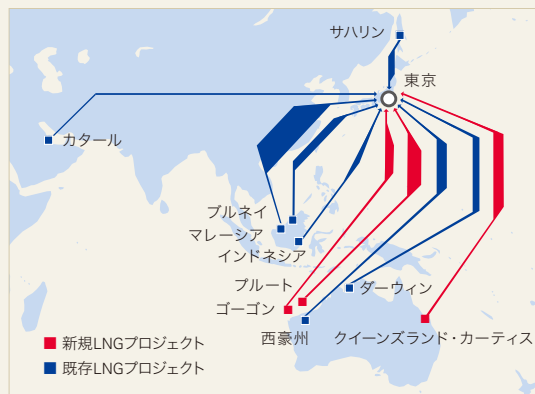 サハリン
東京
カタール
ブルネイ
マレーシア
インドネシア
プルート
ダーウィン
ゴーゴン
西豪州
クイーンズランド・カーティス
新規LNGプロジェクト
既存LNGプロジェクト